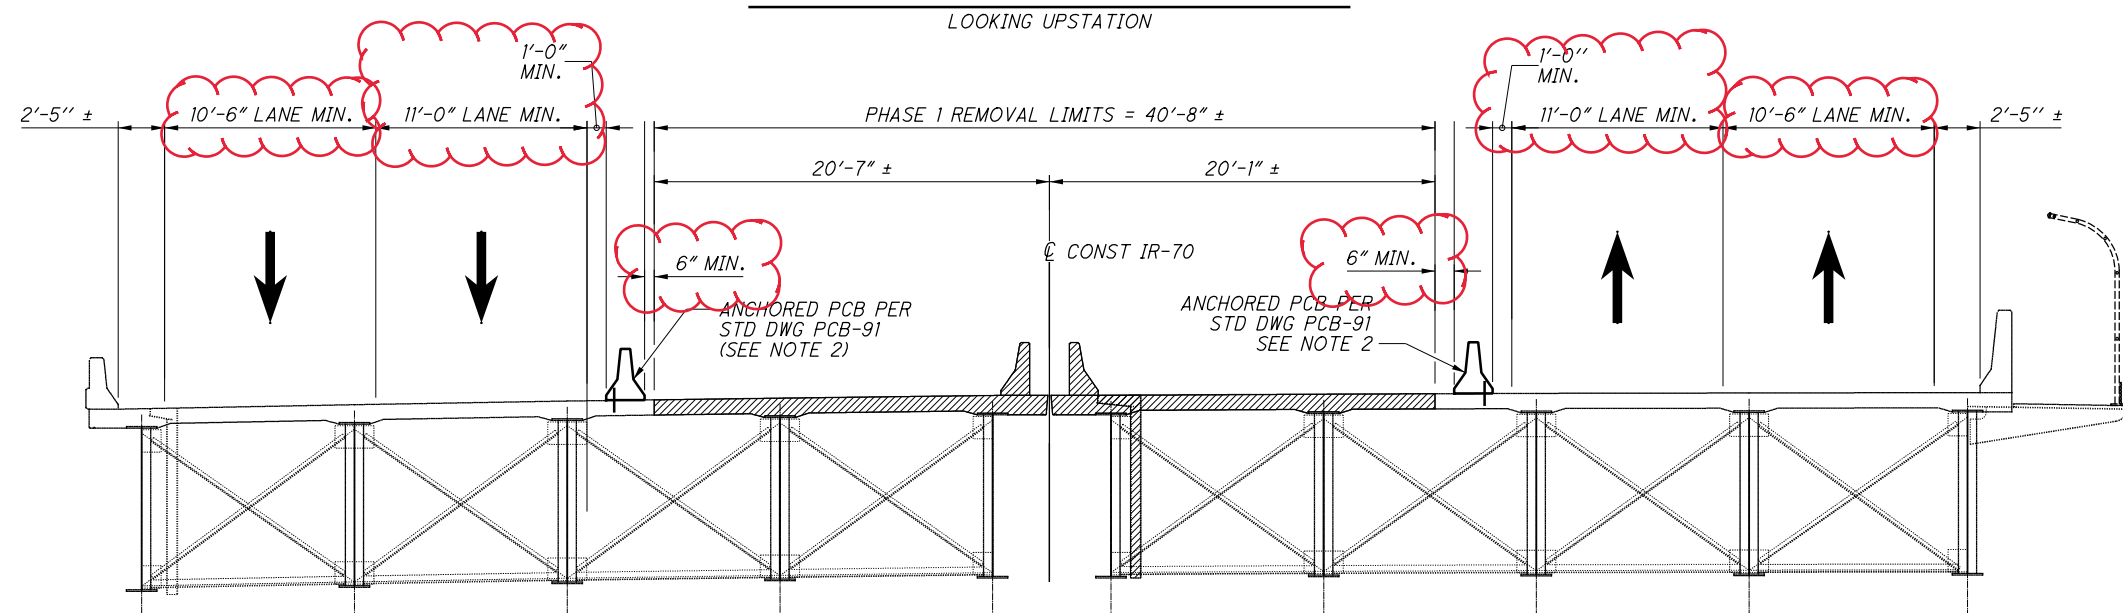 LOOKING UPSTATION
1'-0"
MIN.
1'-0"
MIN.
2'-5" ±
10'-6" LANE MIN.
11'-0" LANE MIN.
PHASE 1 REMOVAL LIMITS = 40'-8" ±
11'-0" LANE MIN.
10'-6" LANE MIN.
2'-5" ±
20'-7" ±
20'-1" ±
℄ CONST IR-70
6" MIN.
6" MIN.
ANCHORED PCB PER
STD DWG PCB-91
(SEE NOTE 2)
ANCHORED PCB PER
STD DWG PCB-91
SEE NOTE 2